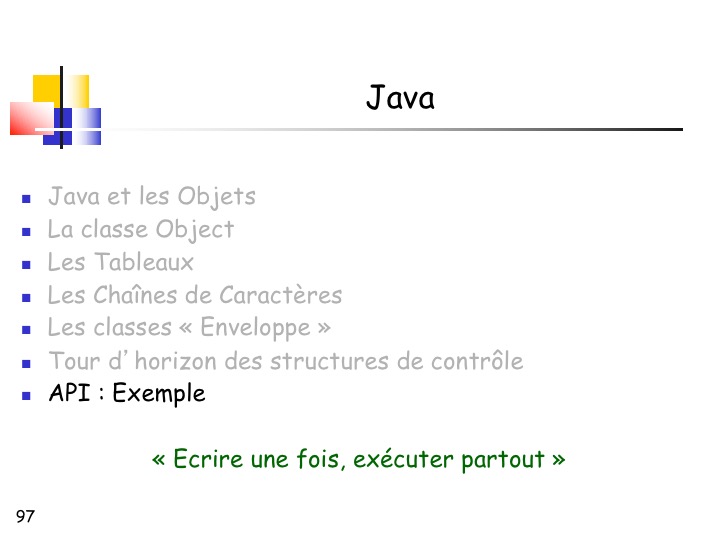 Java
Java et les Objets
La classe Object
Les Tableaux
Les Chaînes de Caractères
Les classes « Enveloppe »
Tour d’horizon des structures de contrôle
API : Exemple
« Ecrire une fois, exécuter partout »
97